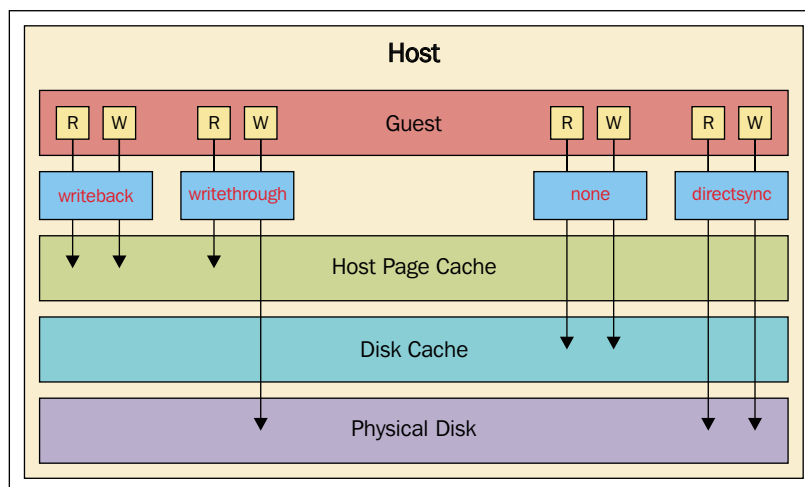 Host
R W R W Guest R W R W
writeback writethrough none directsync
Host Page Cache
Disk Cache
Physical Disk